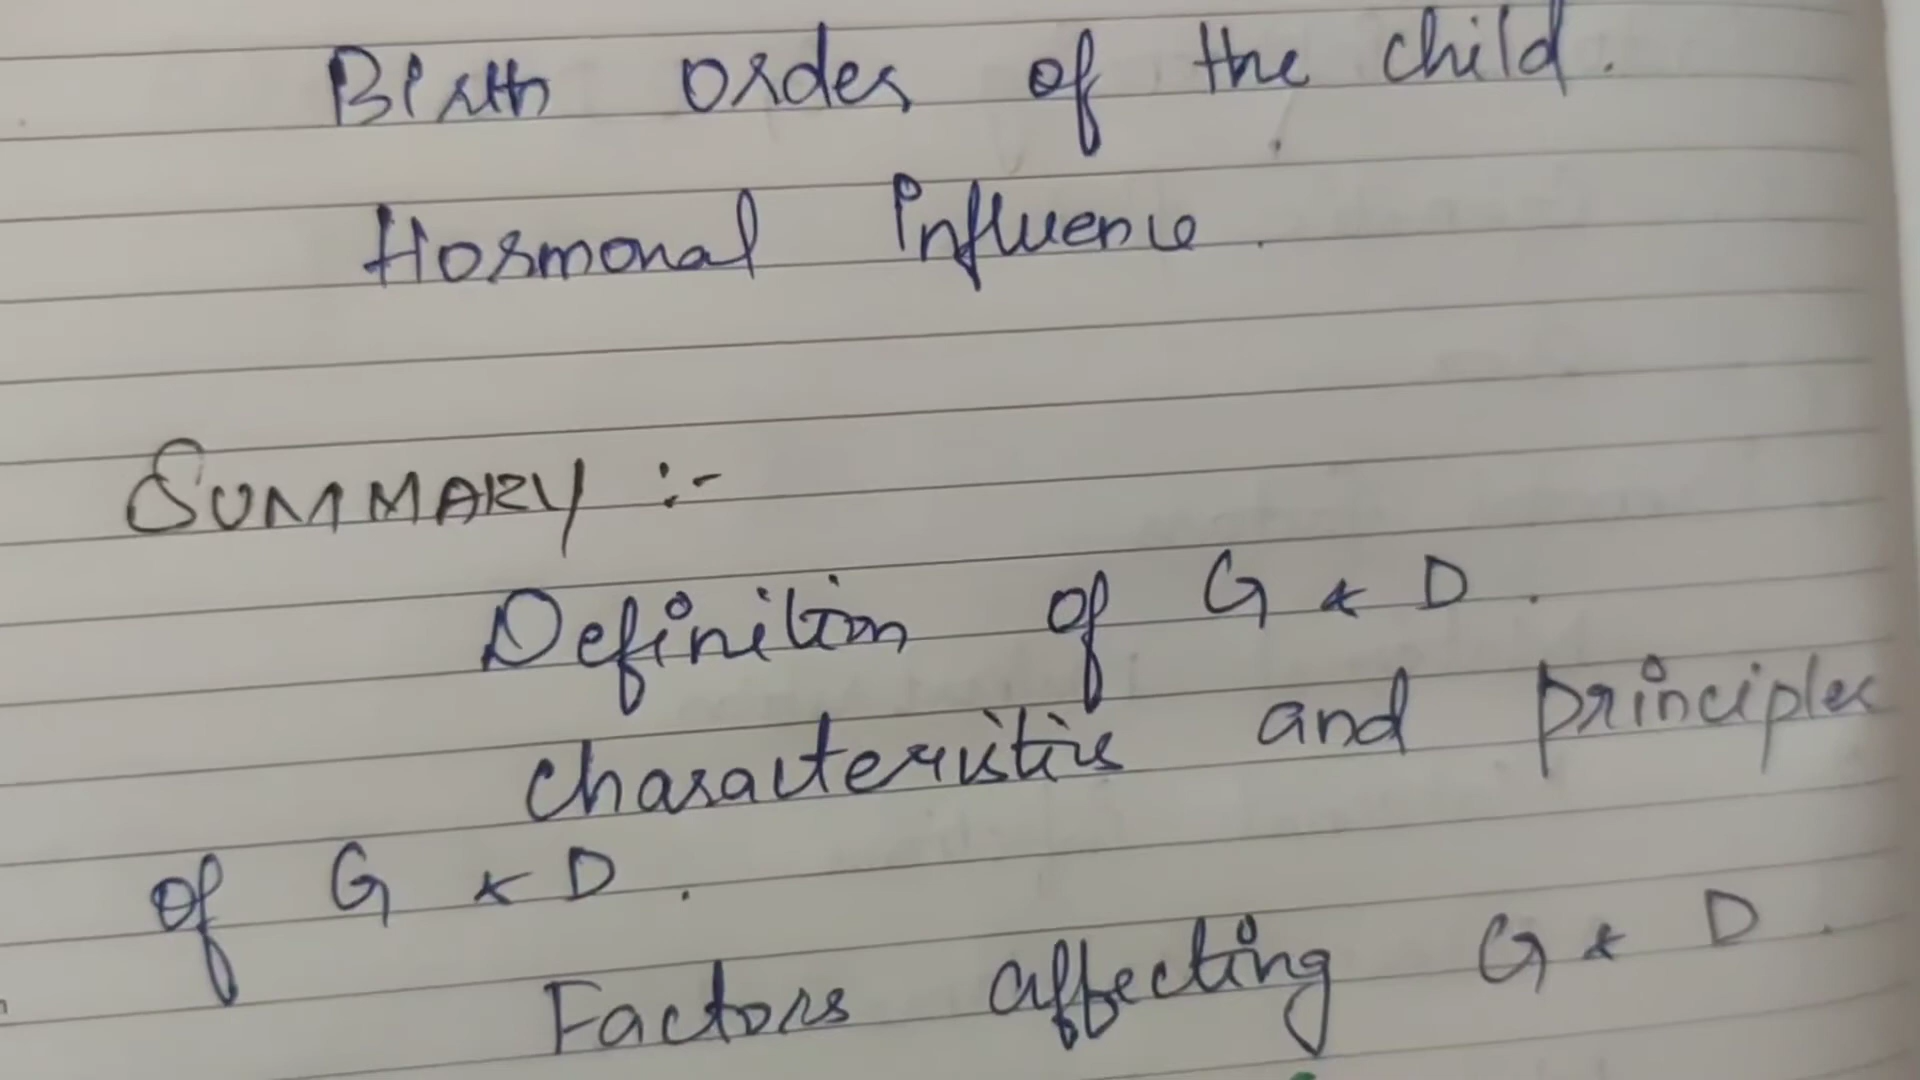 Birth order of the child.
Hormonal Influence.
SUMMARY :-
Definition of G & D.
characteristics and principles
of G & D.
Factors affecting G & D.